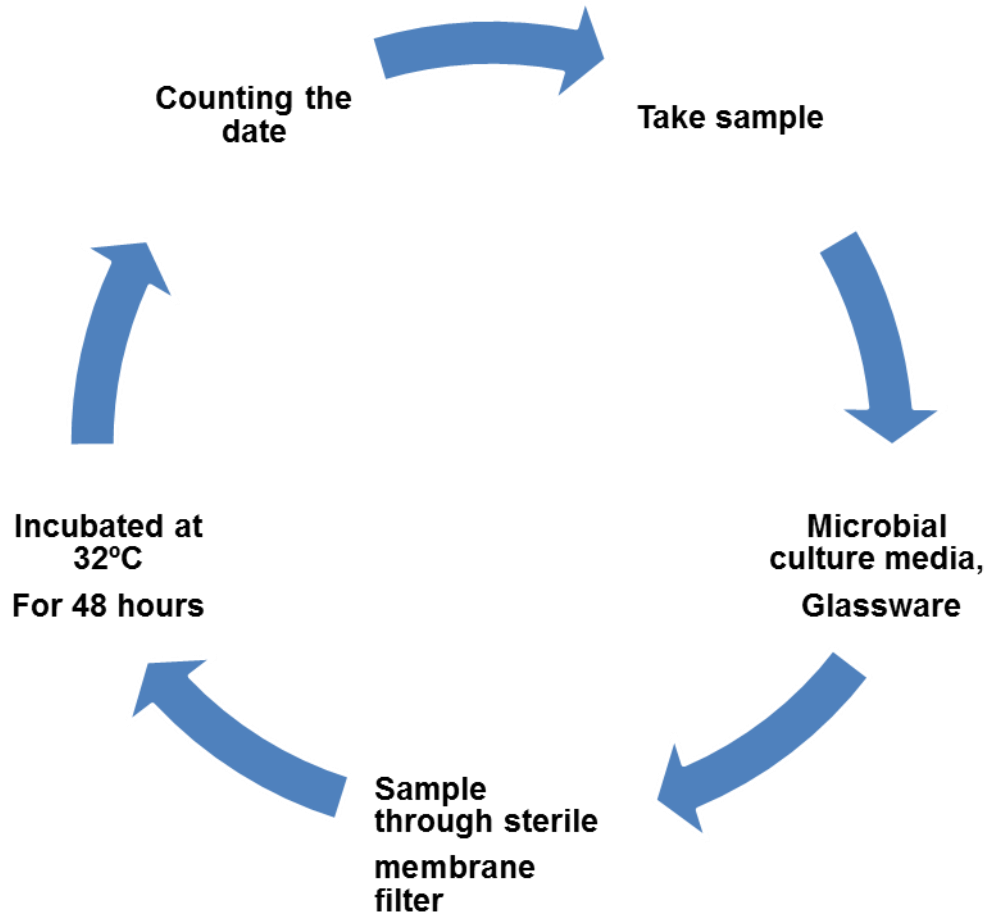 Counting the
date
Take sample
Microbial
culture media,
Glassware
Sample
through sterile
membrane
filter
Incubated at
32ºC
For 48 hours